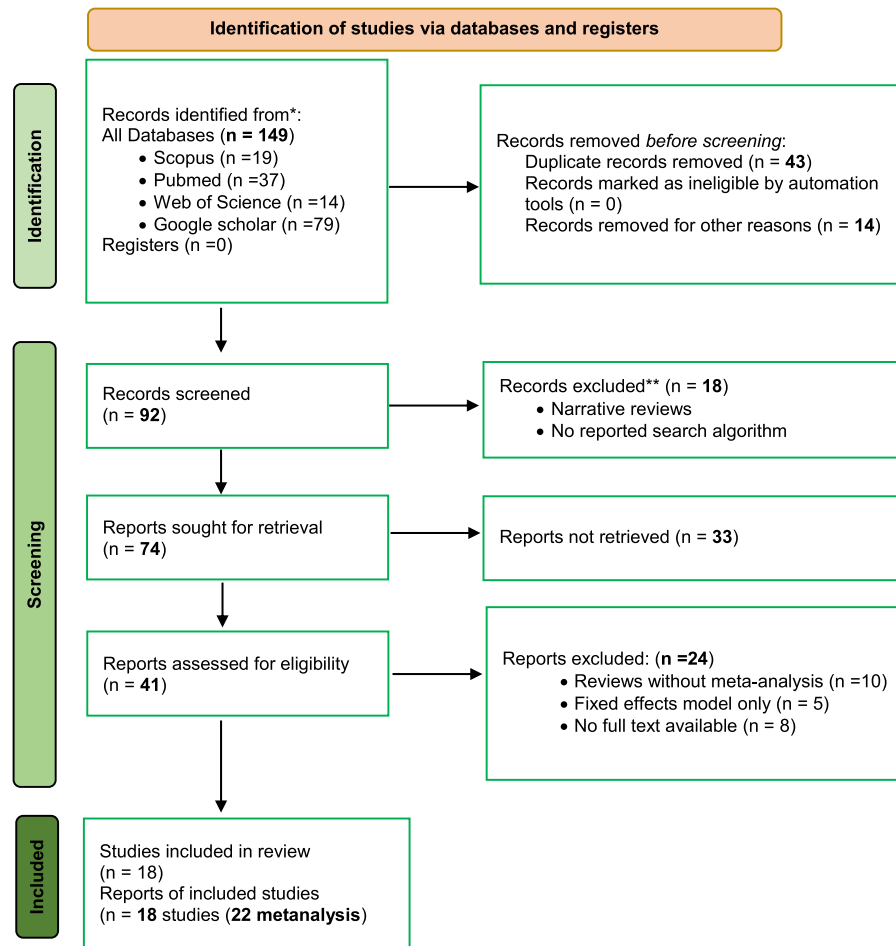 Identification of studies via databases and registers
Identification
Records identified from*:
All Databases (n = 149)
• Scopus (n =19)
• Pubmed (n =37)
• Web of Science (n =14)
• Google scholar (n =79)
Registers (n =0)
Records removed before screening:
Duplicate records removed (n = 43)
Records marked as ineligible by automation
tools (n = 0)
Records removed for other reasons (n = 14)
Screening
Records screened
(n = 92)
Records excluded** (n = 18)
• Narrative reviews
• No reported search algorithm
Reports sought for retrieval
(n = 74)
Reports not retrieved (n = 33)
Reports assessed for eligibility
(n = 41)
Reports excluded: (n =24)
• Reviews without meta-analysis (n =10)
• Fixed effects model only (n = 5)
• No full text available (n = 8)
Included
Studies included in review
(n = 18)
Reports of included studies
(n = 18 studies (22 metanalysis)